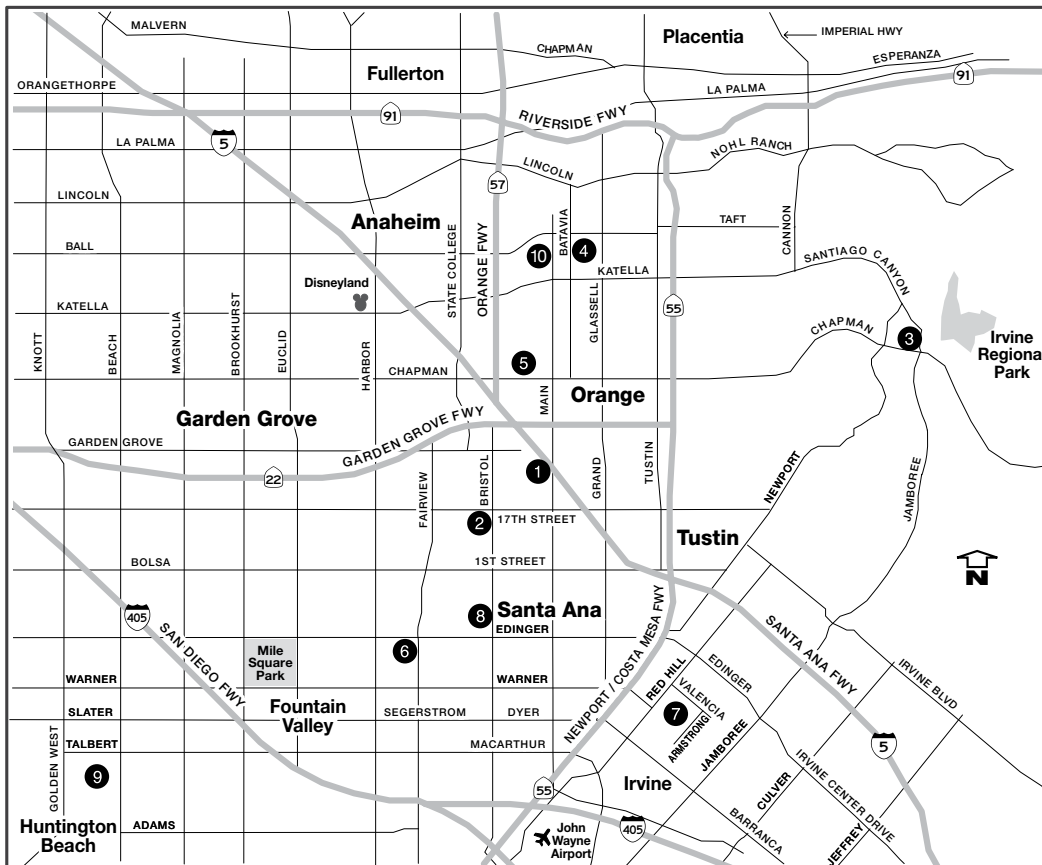 MALVERN
CHAPMAN
Placentia
IMPERIAL HWY
ESPERANZA
Fullerton
91
ORANGETHORPE
LA PALMA
91
RIVERSIDE FWY
5
LA PALMA
NOHL RANCH
LINCOLN
57
LINCOLN
Anaheim
STATE COLLEGE
ORANGE FWY
BATAVIA
TAFT
CANNON
BALL
10
4
SANTIAGO CANYON
KATELLA
Disneyland
GLASSELL
55
KATELLA
KNOTT
BEACH
MAGNOLIA
BROOKHURST
EUCLID
HARBOR
CHAPMAN
3
Irvine
Regional
Park
5
CHAPMAN
MAIN
Orange
Garden Grove
GARDEN GROVE FWY
GARDEN GROVE
22
1
FAIRVIEW
BRISTOL
GRAND
TUSTIN
NEWPORT
JAMBOREE
2
17TH STREET
Tustin
BOLSA
1ST STREET
N
405
SAN DIEGO FWY
8
Santa Ana
EDINGER
NEWPORT / COSTA MESA FWY
SANTA ANA FWY
Mile
Square
Park
6
RED HILL
EDINGER
IRVINE BLVD
WARNER
WARNER
VALENCIA
SLATER
Fountain
Valley
SEGERSTROM
DYER
7
ARMSTRONG
JAMBOREE
TALBERT
MACARTHUR
5
GOLDEN WEST
9
Irvine
CULVER
IRVINE CENTER DRIVE
55
Huntington
Beach
ADAMS
John
Wayne
Airport
405
BARRANCA
JEFFREY